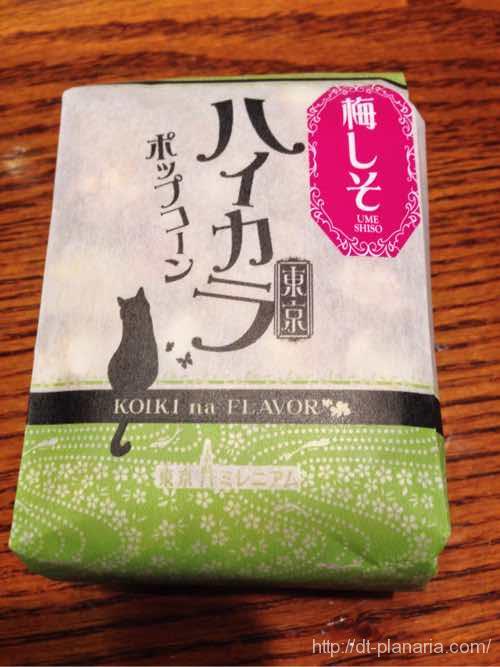 梅しそ
UME
SHISO
ハイカラ
ポップコーン
東京
KOIKI na FLAVOR
東京ミレニアム
http://dt-planaria.com/